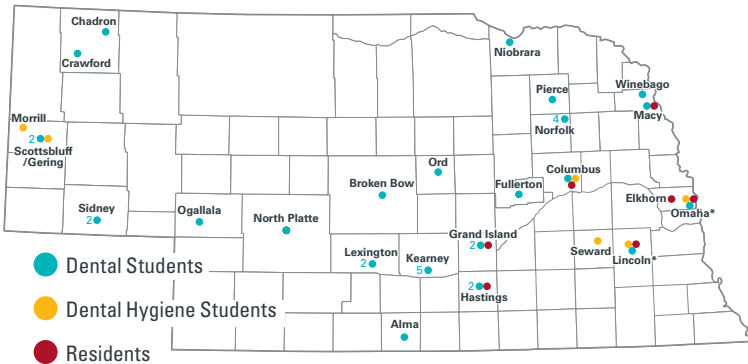 Chadron
Crawford
Niobrara
Pierce
Winebago
Macy
4
Norfolk
Morrill
2
Scottsbluff
/Gering
Ord
Broken Bow
Fullerton
Columbus
Elkhorn
Omaha*
Sidney
2
Ogallala
North Platte
Grand Island
2
Seward
Lincoln*
Lexington
2
Kearney
5
2
Hastings
Alma
Dental Students
Dental Hygiene Students
Residents